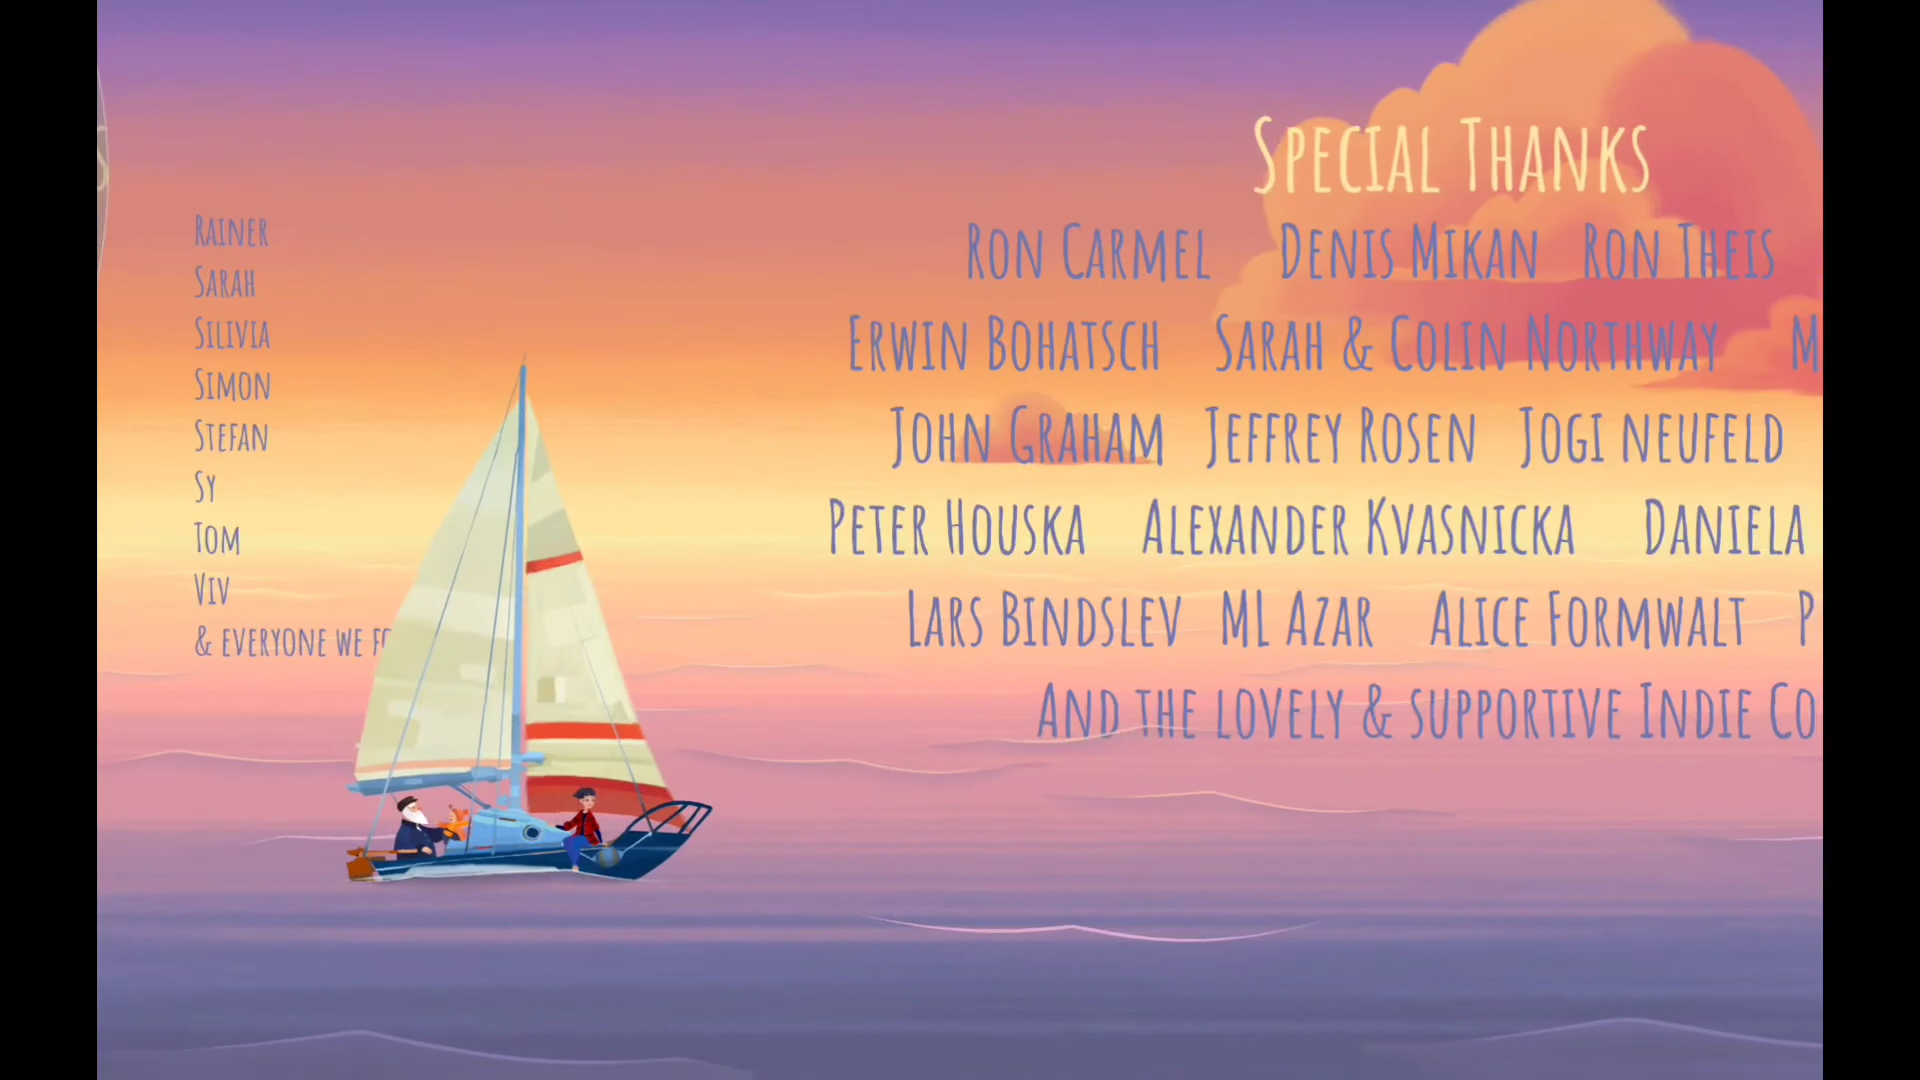 Rainer
Sarah
Silivia
Simon
Stefan
Sy
Tom
Viv
& everyone we
Special Thanks
Ron Carmel Denis Mikan Ron Theis
Erwin Bohatsch Sarah & Colin Northway
John Graham Jeffrey Rosen Jogi neufeld
Peter Houska Alexander Kvasnicka Daniela
Lars Bindslev ML Azar Alice Formwalt
And the lovely & supportive Indie